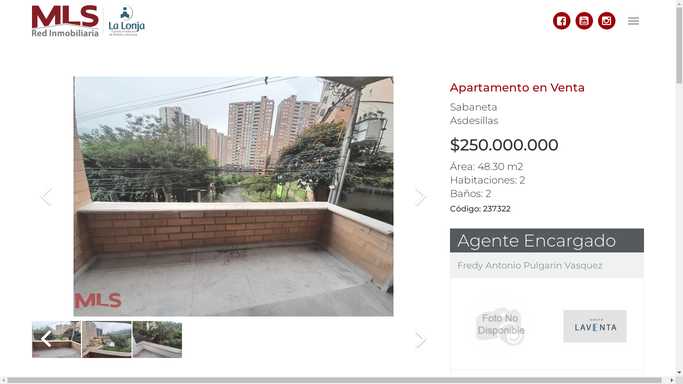 MLS
Red Inmobiliaria
La Lonja
Apartamento en Venta
Sabaneta
Asdesillas
$250.000.000
Área: 48.30 m2
Habitaciones: 2
Baños: 2
Código: 237322
MLS
Agente Encargado
Fredy Antonio Pulgarin Vasquez
Foto No
Disponible
LAVENTA